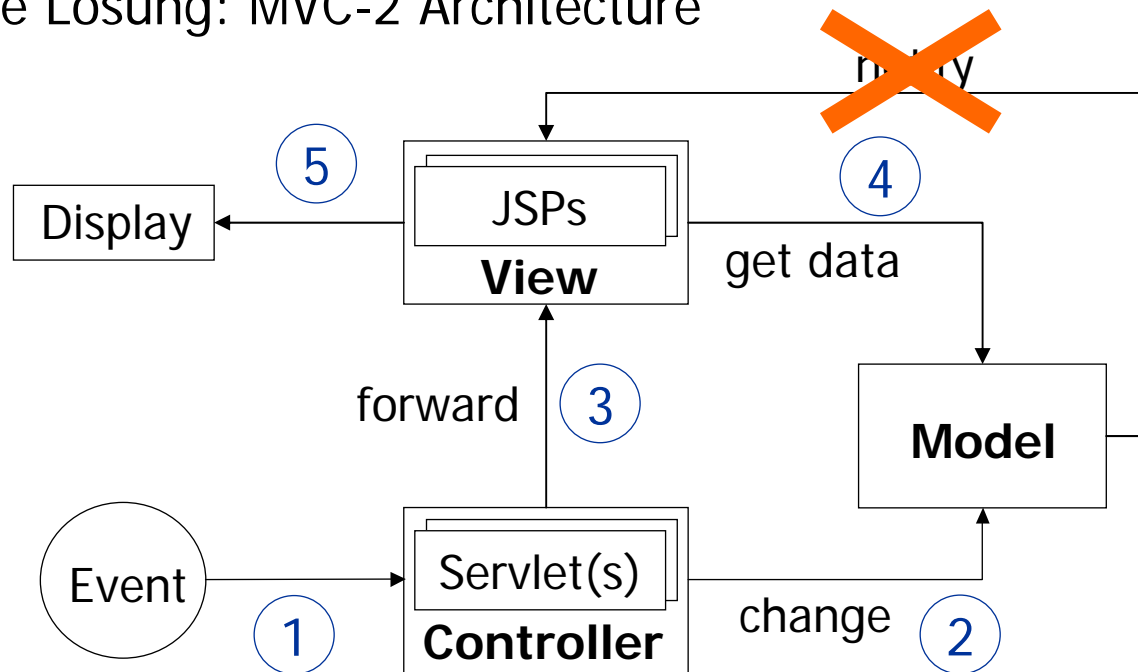 e Lösung: MVC-2 Architecture
5
4
Display
JSPs
View
get data
forward
3
Model
Event
Servlet(s)
1
Controller
change
2